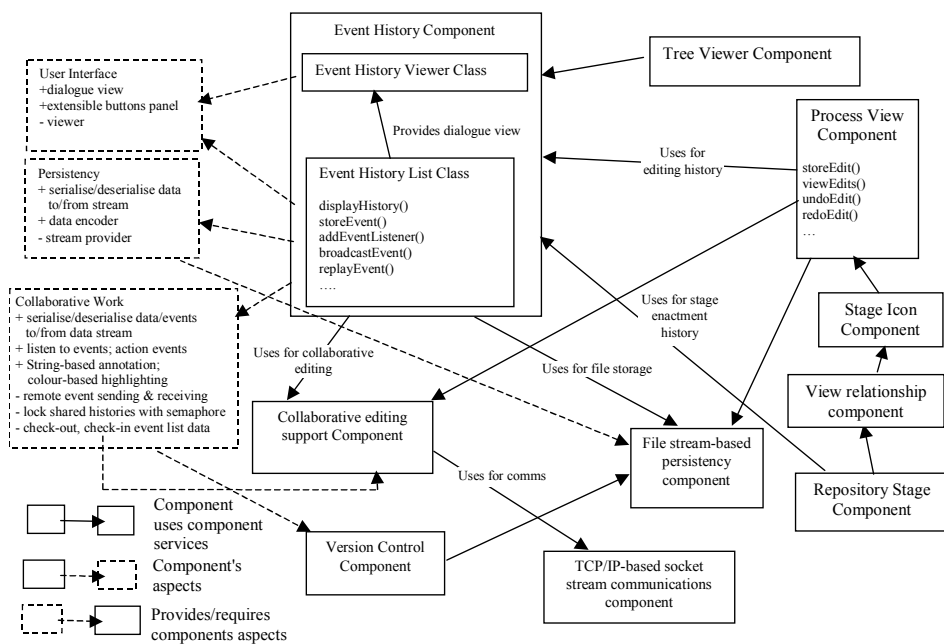 Event History Component
Event History Viewer Class
Tree Viewer Component
User Interface
+dialogue view
+extensible buttons panel
- viewer
Provides dialogue view
Process View
Component
storeEdit()
viewEdits()
undoEdit()
redoEdit()
…
Uses for
editing history
Persistency
+ serialise/deserialise data
to/from stream
+ data encoder
- stream provider
Event History List Class
displayHistory()
storeEvent()
addEventListener()
broadcastEvent()
replayEvent()
….
Collaborative Work
+ serialise/deserialise data/events
to/from data stream
+ listen to events; action events
+ String-based annotation;
colour-based highlighting
- remote event sending & receiving
- lock shared histories with semaphore
- check-out, check-in event list data
Uses for stage
enactment
history
Stage Icon
Component
Uses for collaborative
editing
Uses for file storage
View relationship
component
Collaborative editing
support Component
File stream-based
persistency
component
Uses for comms
Repository Stage
Component
Component
uses component
services
Version Control
Component
TCP/IP-based socket
stream communications
component
Component's
aspects
Provides/requires
components aspects